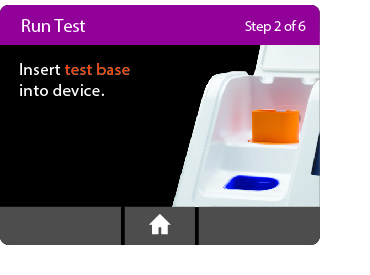 Run Test
Step 2 of 6
Insert test base
into device.